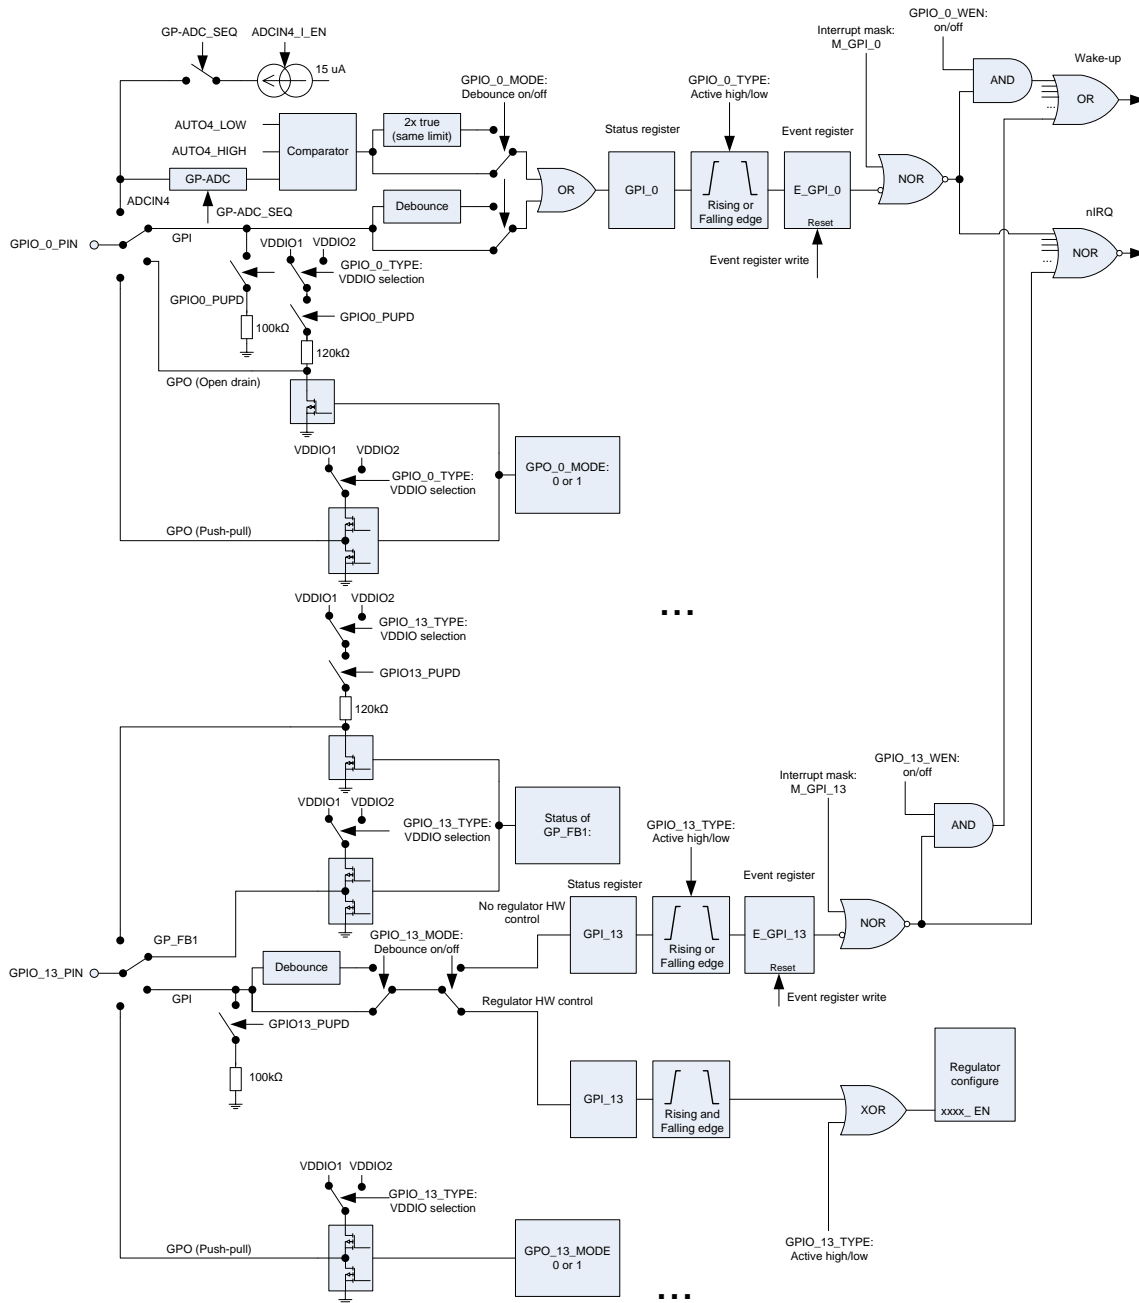 GPIO_0_WEN:
on/off
Interrupt mask:
M_GPI_0
GP-ADC_SEQ
ADCIN4_I_EN
15 uA
Wake-up
AND
OR
GPIO_0_MODE:
Debounce on/off
GPIO_0_TYPE:
Active high/low
2x true
(same limit)
Status register
Event register
AUTO4_LOW
AUTO4_HIGH
Comparator
GP-ADC
ADCIN4
GP-ADC_SEQ
Debounce
OR
GPI_0
Rising or
Falling edge
E_GPI_0
Reset
NOR
Event register write
nIRQ
NOR
...
...
GPIO_0_PIN
GPI
VDDIO1
VDDIO2
GPIO_0_TYPE:
VDDIO selection
GPIO0_PUPD
GPIO0_PUPD
100kΩ
120kΩ
GPO (Open drain)
VDDIO1
VDDIO2
GPIO_0_TYPE:
VDDIO selection
GPO_0_MODE:
0 or 1
GPO (Push-pull)
...
VDDIO1
VDDIO2
GPIO_13_TYPE:
VDDIO selection
GPIO13_PUPD
120kΩ
VDDIO1
VDDIO2
GPIO_13_TYPE:
VDDIO selection
Status of
GP_FB1:
GPIO_13_WEN:
on/off
Interrupt mask:
M_GPI_13
AND
GPIO_13_TYPE:
Active high/low
Status register
Event register
No regulator HW
control
GPI_13
Rising or
Falling edge
E_GPI_13
Reset
NOR
Event register write
GP_FB1
GPIO_13_MODE:
Debounce on/off
GPIO_13_PIN
Debounce
GPI
Regulator HW control
GPIO13_PUPD
100kΩ
GPI_13
Rising and
Falling edge
XOR
Regulator
configure
xxxx_ EN
VDDIO1
VDDIO2
GPIO_13_TYPE:
VDDIO selection
GPO (Push-pull)
GPO_13_MODE
0 or 1
GPIO_13_TYPE:
Active high/low
...